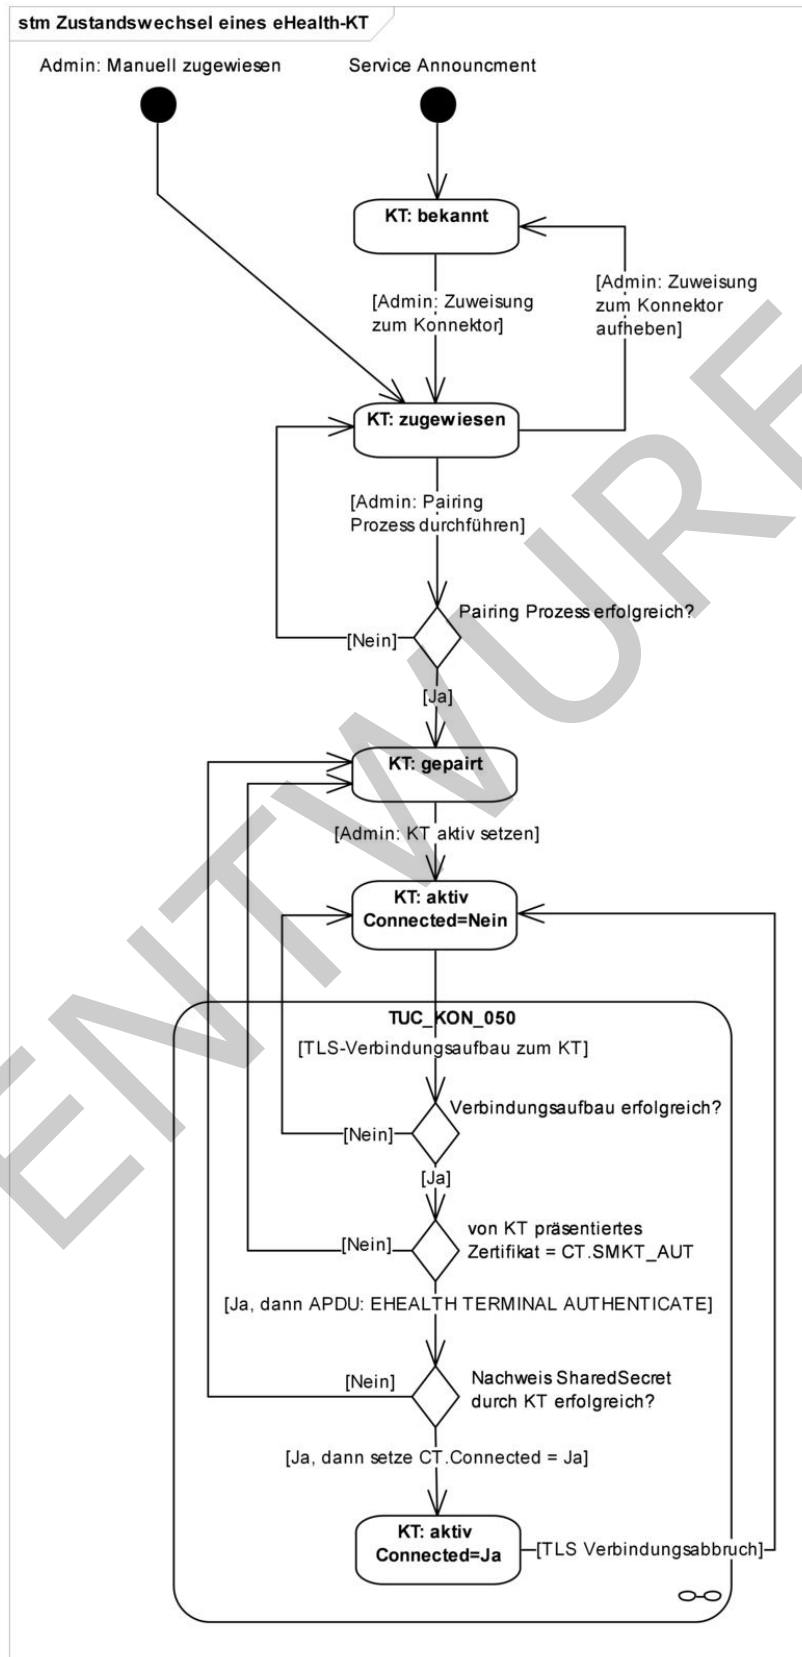 stm Zustandswechsel eines eHealth-KT
Admin: Manuell zugewiesen
Service Announcment
KT: bekannt
[Admin: Zuweisung
zum Konnektor]
[Admin: Zuweisung
zum Konnektor
aufheben]
KT: zugewiesen
[Admin: Pairing
Prozess durchführen]
Pairing Prozess erfolgreich?
[Nein]
[Ja]
KT: gepairt
[Admin: KT aktiv setzen]
KT: aktiv
Connected=Nein
TUC_KON_050
[TLS-Verbindungsaufbau zum KT]
Verbindungsaufbau erfolgreich?
[Nein]
[Ja]
von KT präsentiertes
Zertifikat = CT.SMKT_AUT
[Nein]
[Ja, dann APDU: EHEALTH TERMINAL AUTHENTICATE]
Nachweis SharedSecret
durch KT erfolgreich?
[Nein]
[Ja, dann setze CT.Connected = Ja]
KT: aktiv
Connected=Ja
[TLS Verbindungsabbruch]
ENTWURF